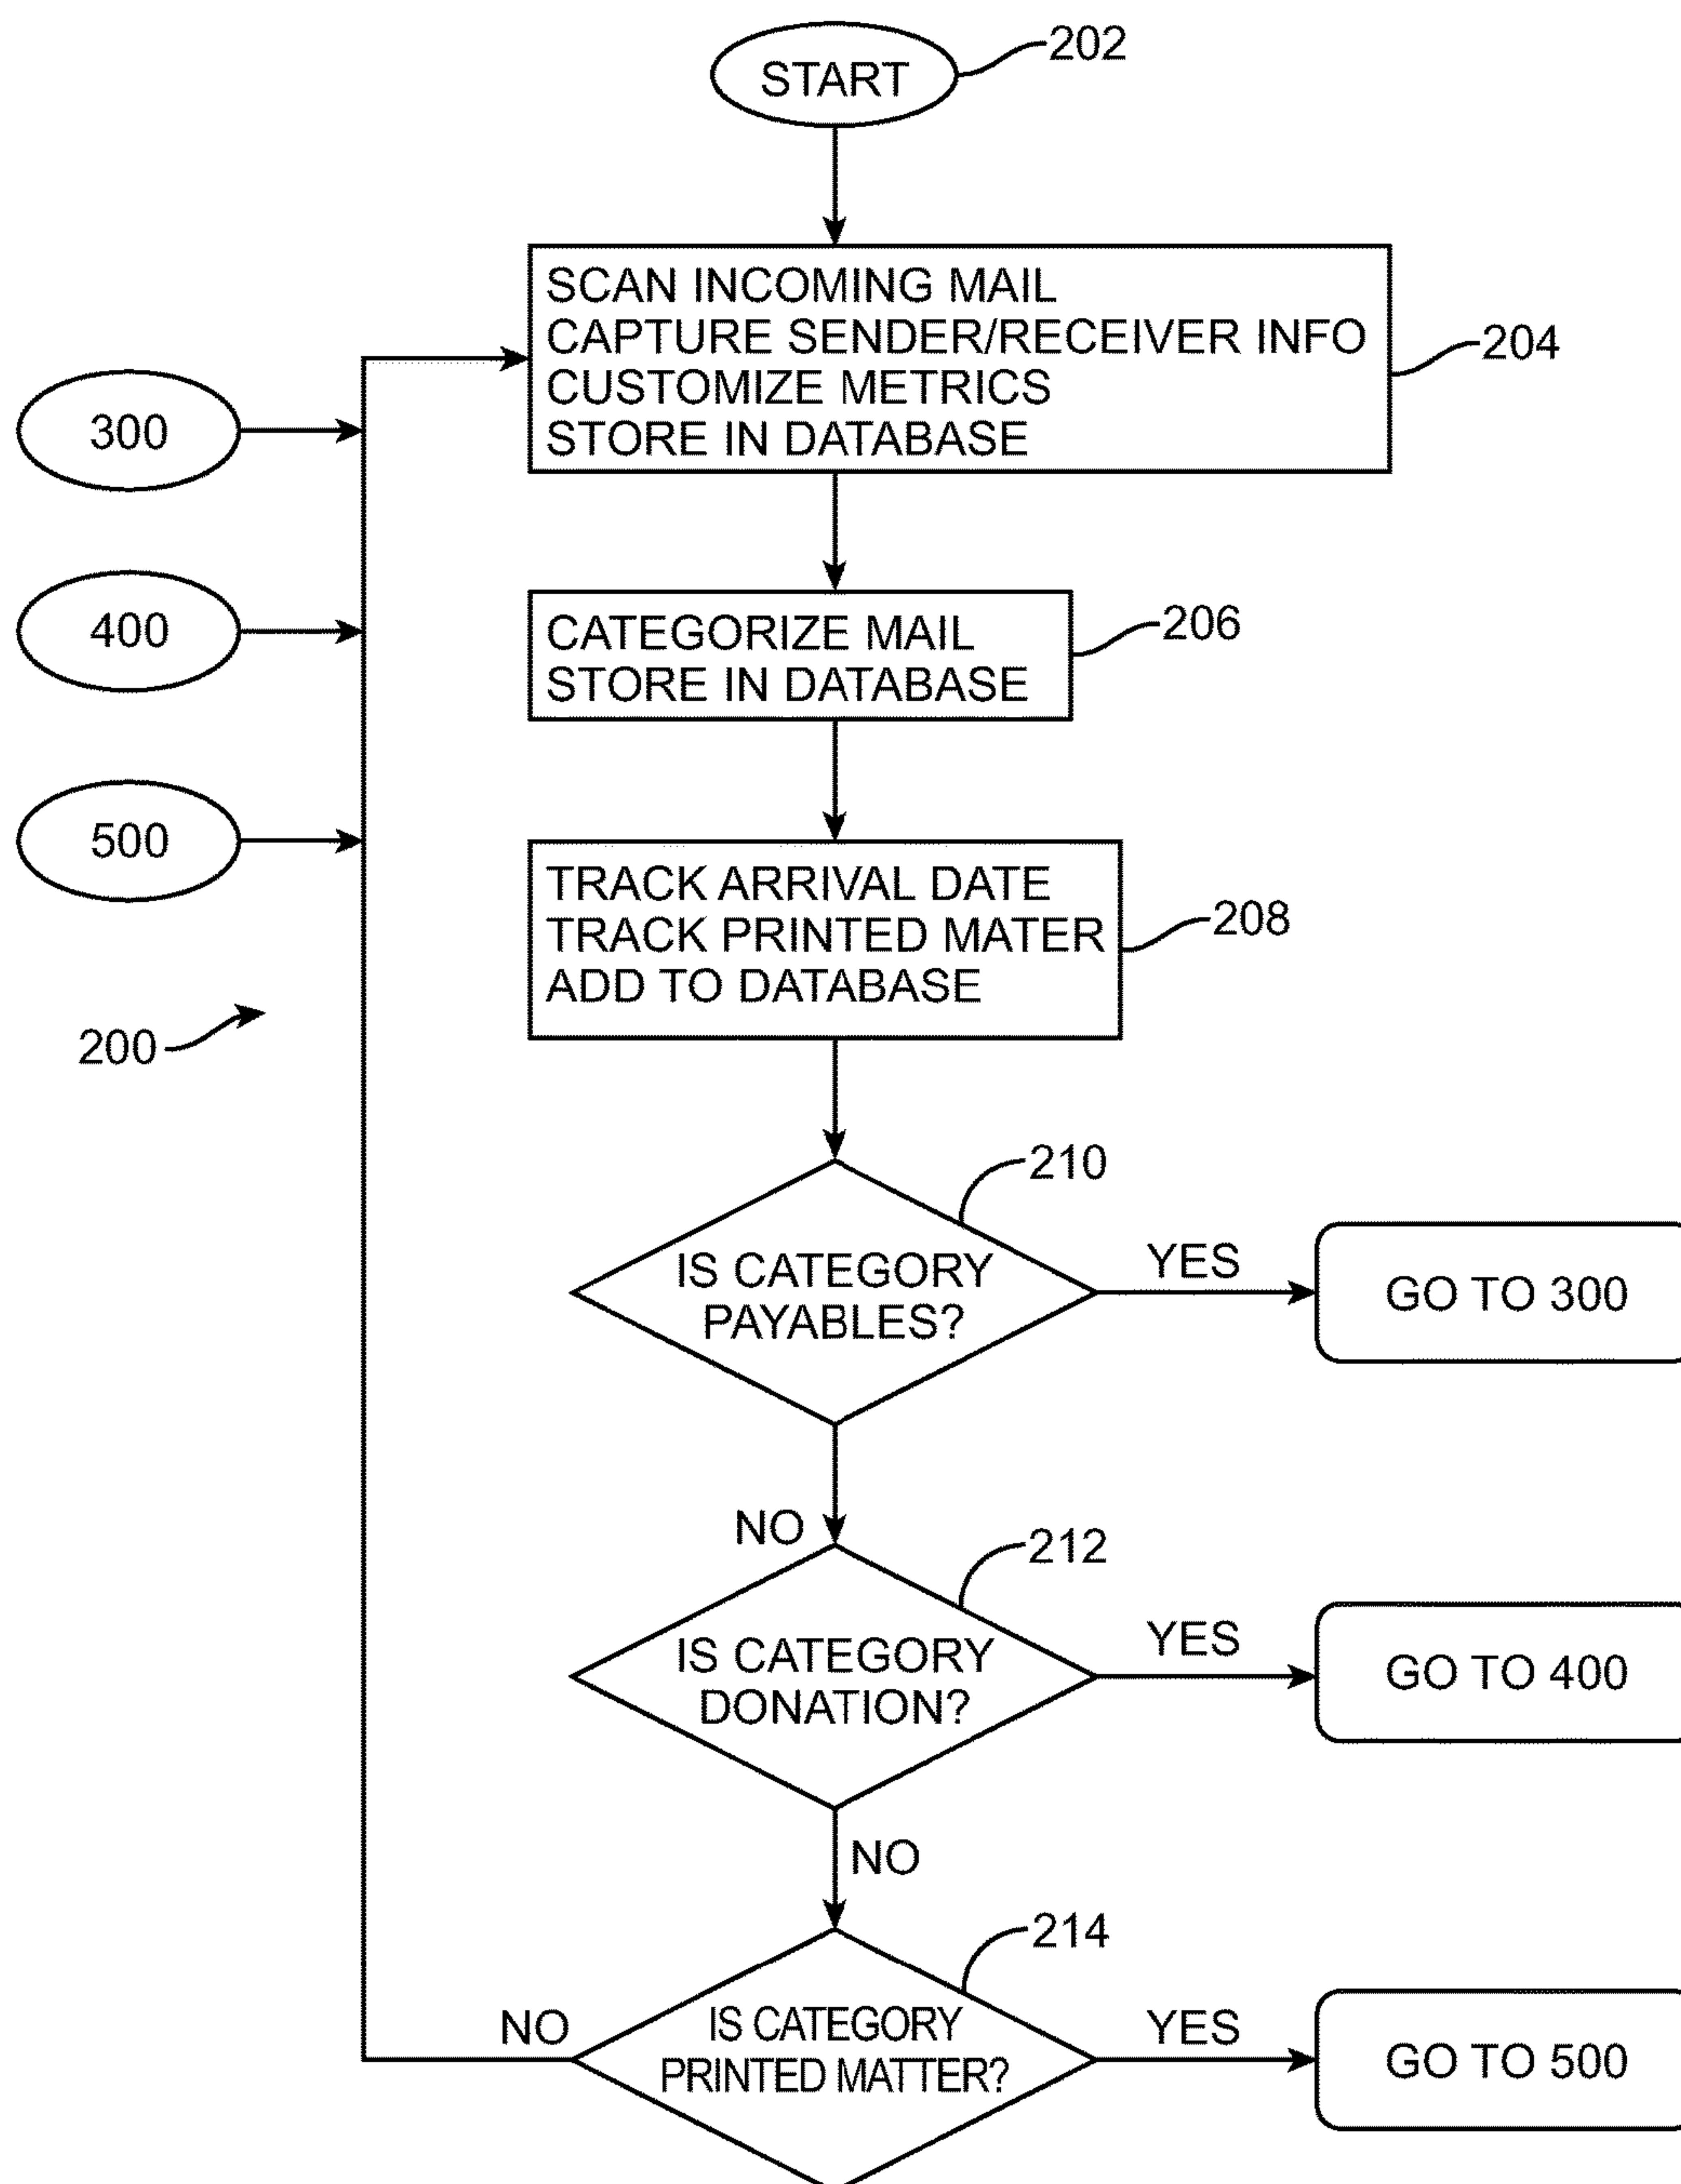 START
202
SCAN INCOMING MAIL
CAPTURE SENDER/RECEIVER INFO
CUSTOMIZE METRICS
STORE IN DATABASE
204
300
400
CATEGORIZE MAIL
STORE IN DATABASE
206
500
TRACK ARRIVAL DATE
TRACK PRINTED MATER
ADD TO DATABASE
208
200
210
IS CATEGORY
PAYABLES?
YES
GO TO 300
NO
212
IS CATEGORY
DONATION?
YES
GO TO 400
NO
214
IS CATEGORY
PRINTED MATTER?
NO
YES
GO TO 500